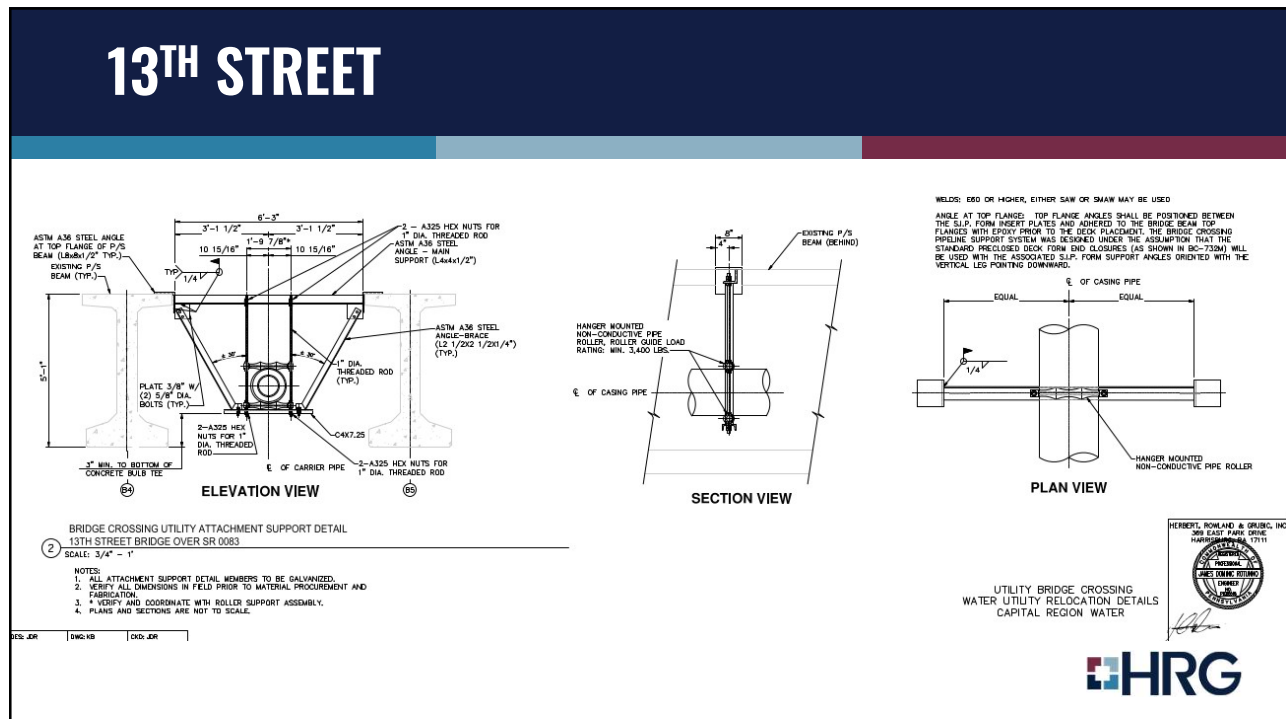 13TH STREET
6'-3"
3'-1 1/2" 3'-1 1/2"
1'-9 7/8"*
10 15/16" 10 15/16"
ASTM A36 STEEL ANGLE
AT TOP FLANGE OF P/S
BEAM (L8x8x1/2" TYP.)
EXISTING P/S
BEAM (TYP.)
TYP
1/4
2 - A325 HEX NUTS FOR
1" DIA. THREADED ROD
ASTM A36 STEEL
ANGLE - MAIN
SUPPORT (L4x4x1/2")
ASTM A36 STEEL
ANGLE-BRACE
(L2 1/2X2 1/2X1/4")
(TYP.)
1" DIA.
THREADED ROD
(TYP.)
5'-1"
PLATE 3/8" W/
(2) 5/8" DIA.
BOLTS (TYP.)
2-A325 HEX
NUTS FOR 1"
DIA. THREADED
ROD
C4X7.25
2-A325 HEX NUTS FOR
1" DIA. THREADED ROD
3" MIN. TO BOTTOM OF
CONCRETE BULB TEE
℄ OF CARRIER PIPE
B4
B5
ELEVATION VIEW
8"
4"
EXISTING P/S
BEAM (BEHIND)
HANGER MOUNTED
NON-CONDUCTIVE PIPE
ROLLER, ROLLER GUIDE LOAD
RATING: MIN. 3,400 LBS.
℄ OF CASING PIPE
SECTION VIEW
WELDS: E60 OR HIGHER, EITHER SAW OR SMAW MAY BE USED
ANGLE AT TOP FLANGE: TOP FLANGE ANGLES SHALL BE POSITIONED BETWEEN
THE S.I.P. FORM INSERT PLATES AND ADHERED TO THE BRIDGE BEAM TOP
FLANGES WITH EPOXY PRIOR TO THE DECK PLACEMENT. THE BRIDGE CROSSING
PIPELINE SUPPORT SYSTEM WAS DESIGNED UNDER THE ASSUMPTION THAT THE
STANDARD PRECLOSED DECK FORM END CLOSURES (AS SHOWN IN BC-732M) WILL
BE USED WITH THE ASSOCIATED S.I.P. FORM SUPPORT ANGLES ORIENTED WITH THE
VERTICAL LEG POINTING DOWNWARD.
℄ OF CASING PIPE
EQUAL EQUAL
1/4
HANGER MOUNTED
NON-CONDUCTIVE PIPE ROLLER
PLAN VIEW
2
BRIDGE CROSSING UTILITY ATTACHMENT SUPPORT DETAIL
13TH STREET BRIDGE OVER SR 0083
SCALE: 3/4" - 1'
NOTES:
1. ALL ATTACHMENT SUPPORT DETAIL MEMBERS TO BE GALVANIZED.
2. VERIFY ALL DIMENSIONS IN FIELD PRIOR TO MATERIAL PROCUREMENT AND
FABRICATION.
3. * VERIFY AND COORDINATE WITH ROLLER SUPPORT ASSEMBLY.
4. PLANS AND SECTIONS ARE NOT TO SCALE.
DES: JDR DWG: KB CKD: JDR
UTILITY BRIDGE CROSSING
WATER UTILITY RELOCATION DETAILS
CAPITAL REGION WATER
HERBERT, ROWLAND & GRUBIC, INC
369 EAST PARK DRIVE
HARRISBURG, PA 17111
COMMONWEALTH OF
PROFESSIONAL
JAMES DOMINIC ROTUNNO
ENGINEER
PENNSYLVANIA
HRG